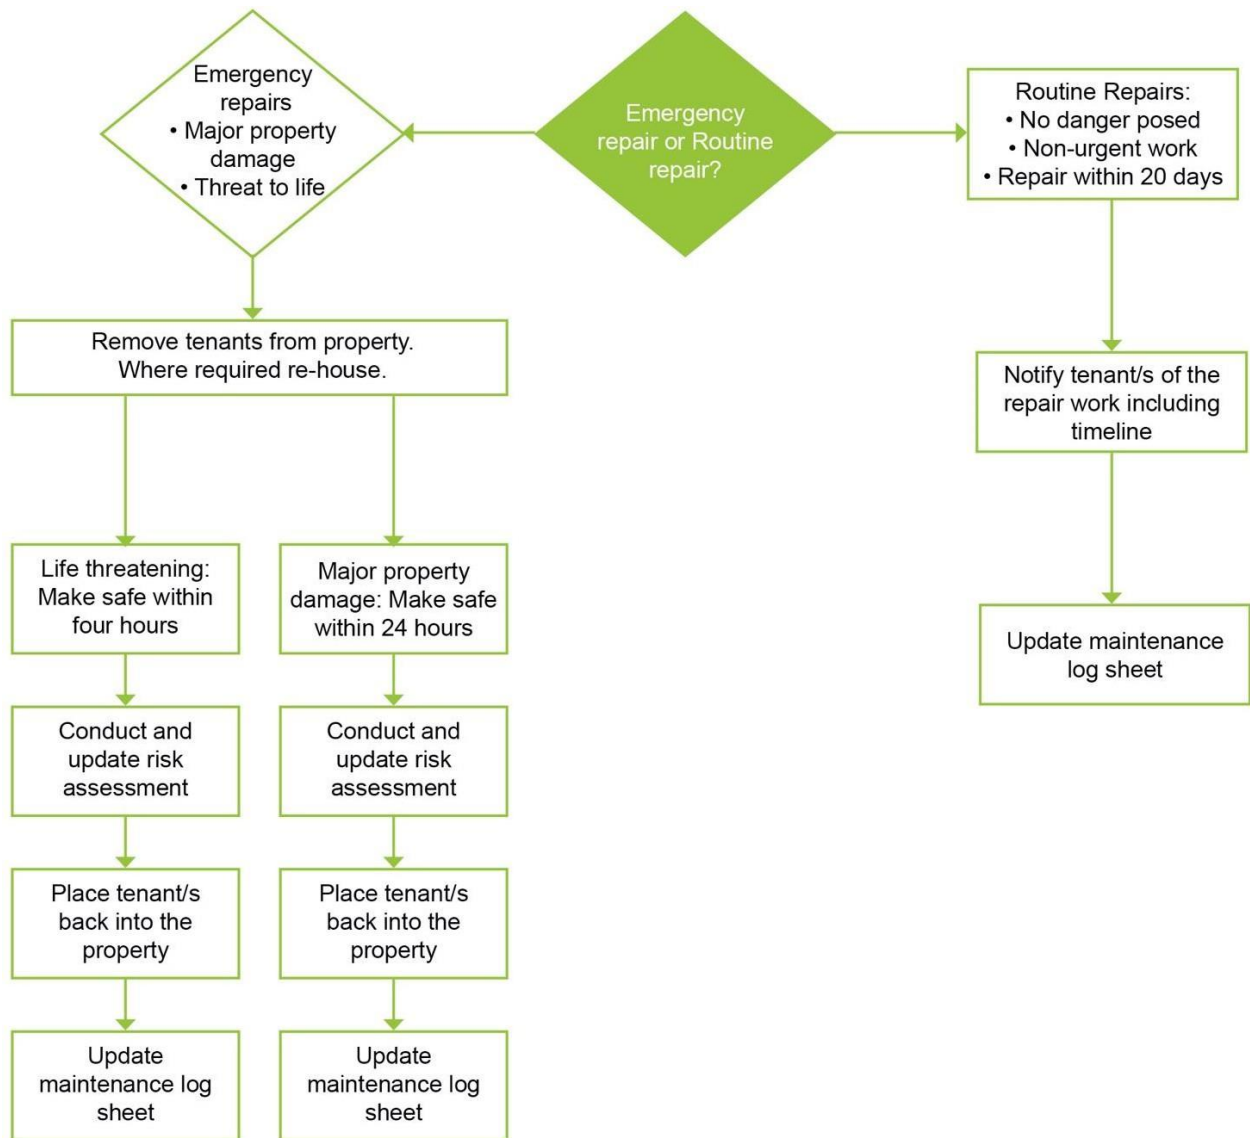 Emergency
repairs
• Major property
damage
• Threat to life
Emergency
repair or Routine
repair?
Routine Repairs:
• No danger posed
• Non-urgent work
• Repair within 20 days
Remove tenants from property.
Where required re-house.
Notify tenant/s of the
repair work including
timeline
Life threatening:
Make safe within
four hours
Major property
damage: Make safe
within 24 hours
Update maintenance
log sheet
Conduct and
update risk
assessment
Conduct and
update risk
assessment
Place tenant/s
back into the
property
Place tenant/s
back into the
property
Update
maintenance log
sheet
Update
maintenance log
sheet